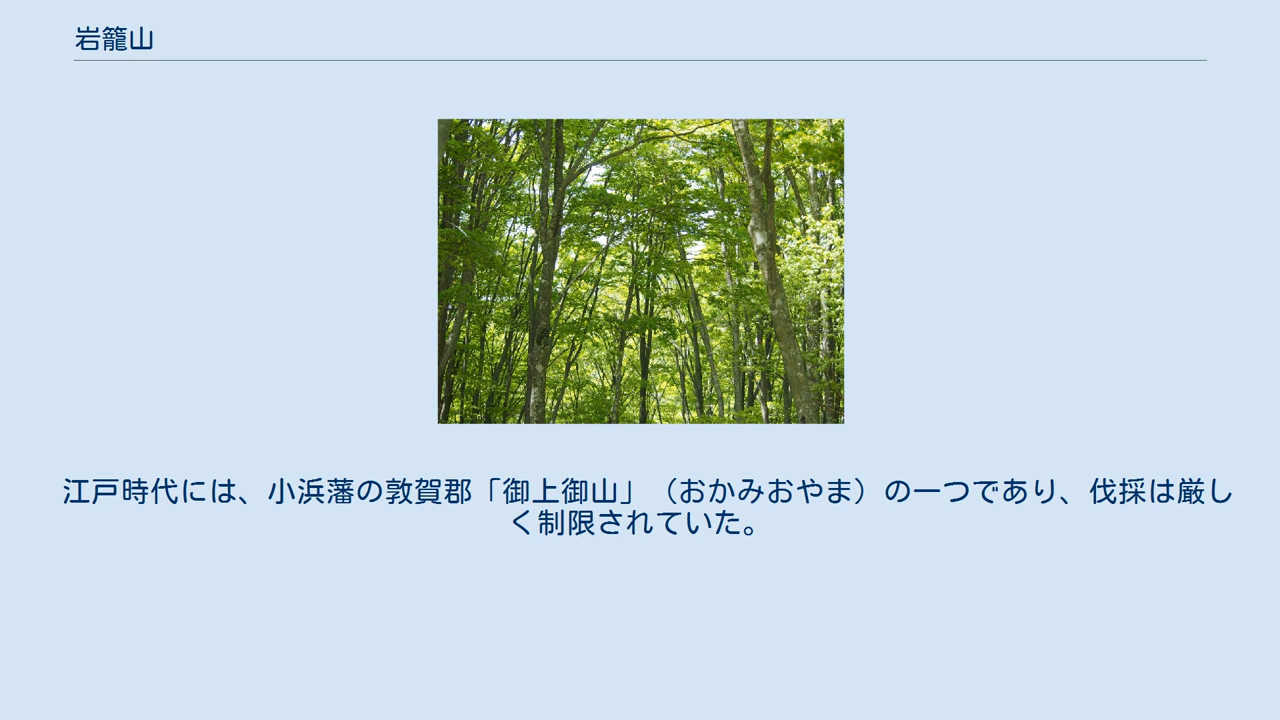 岩籠山
江戸時代には、小浜藩の敦賀郡「御上御山」（おかみおやま）の一つであり、伐採は厳し
く制限されていた。